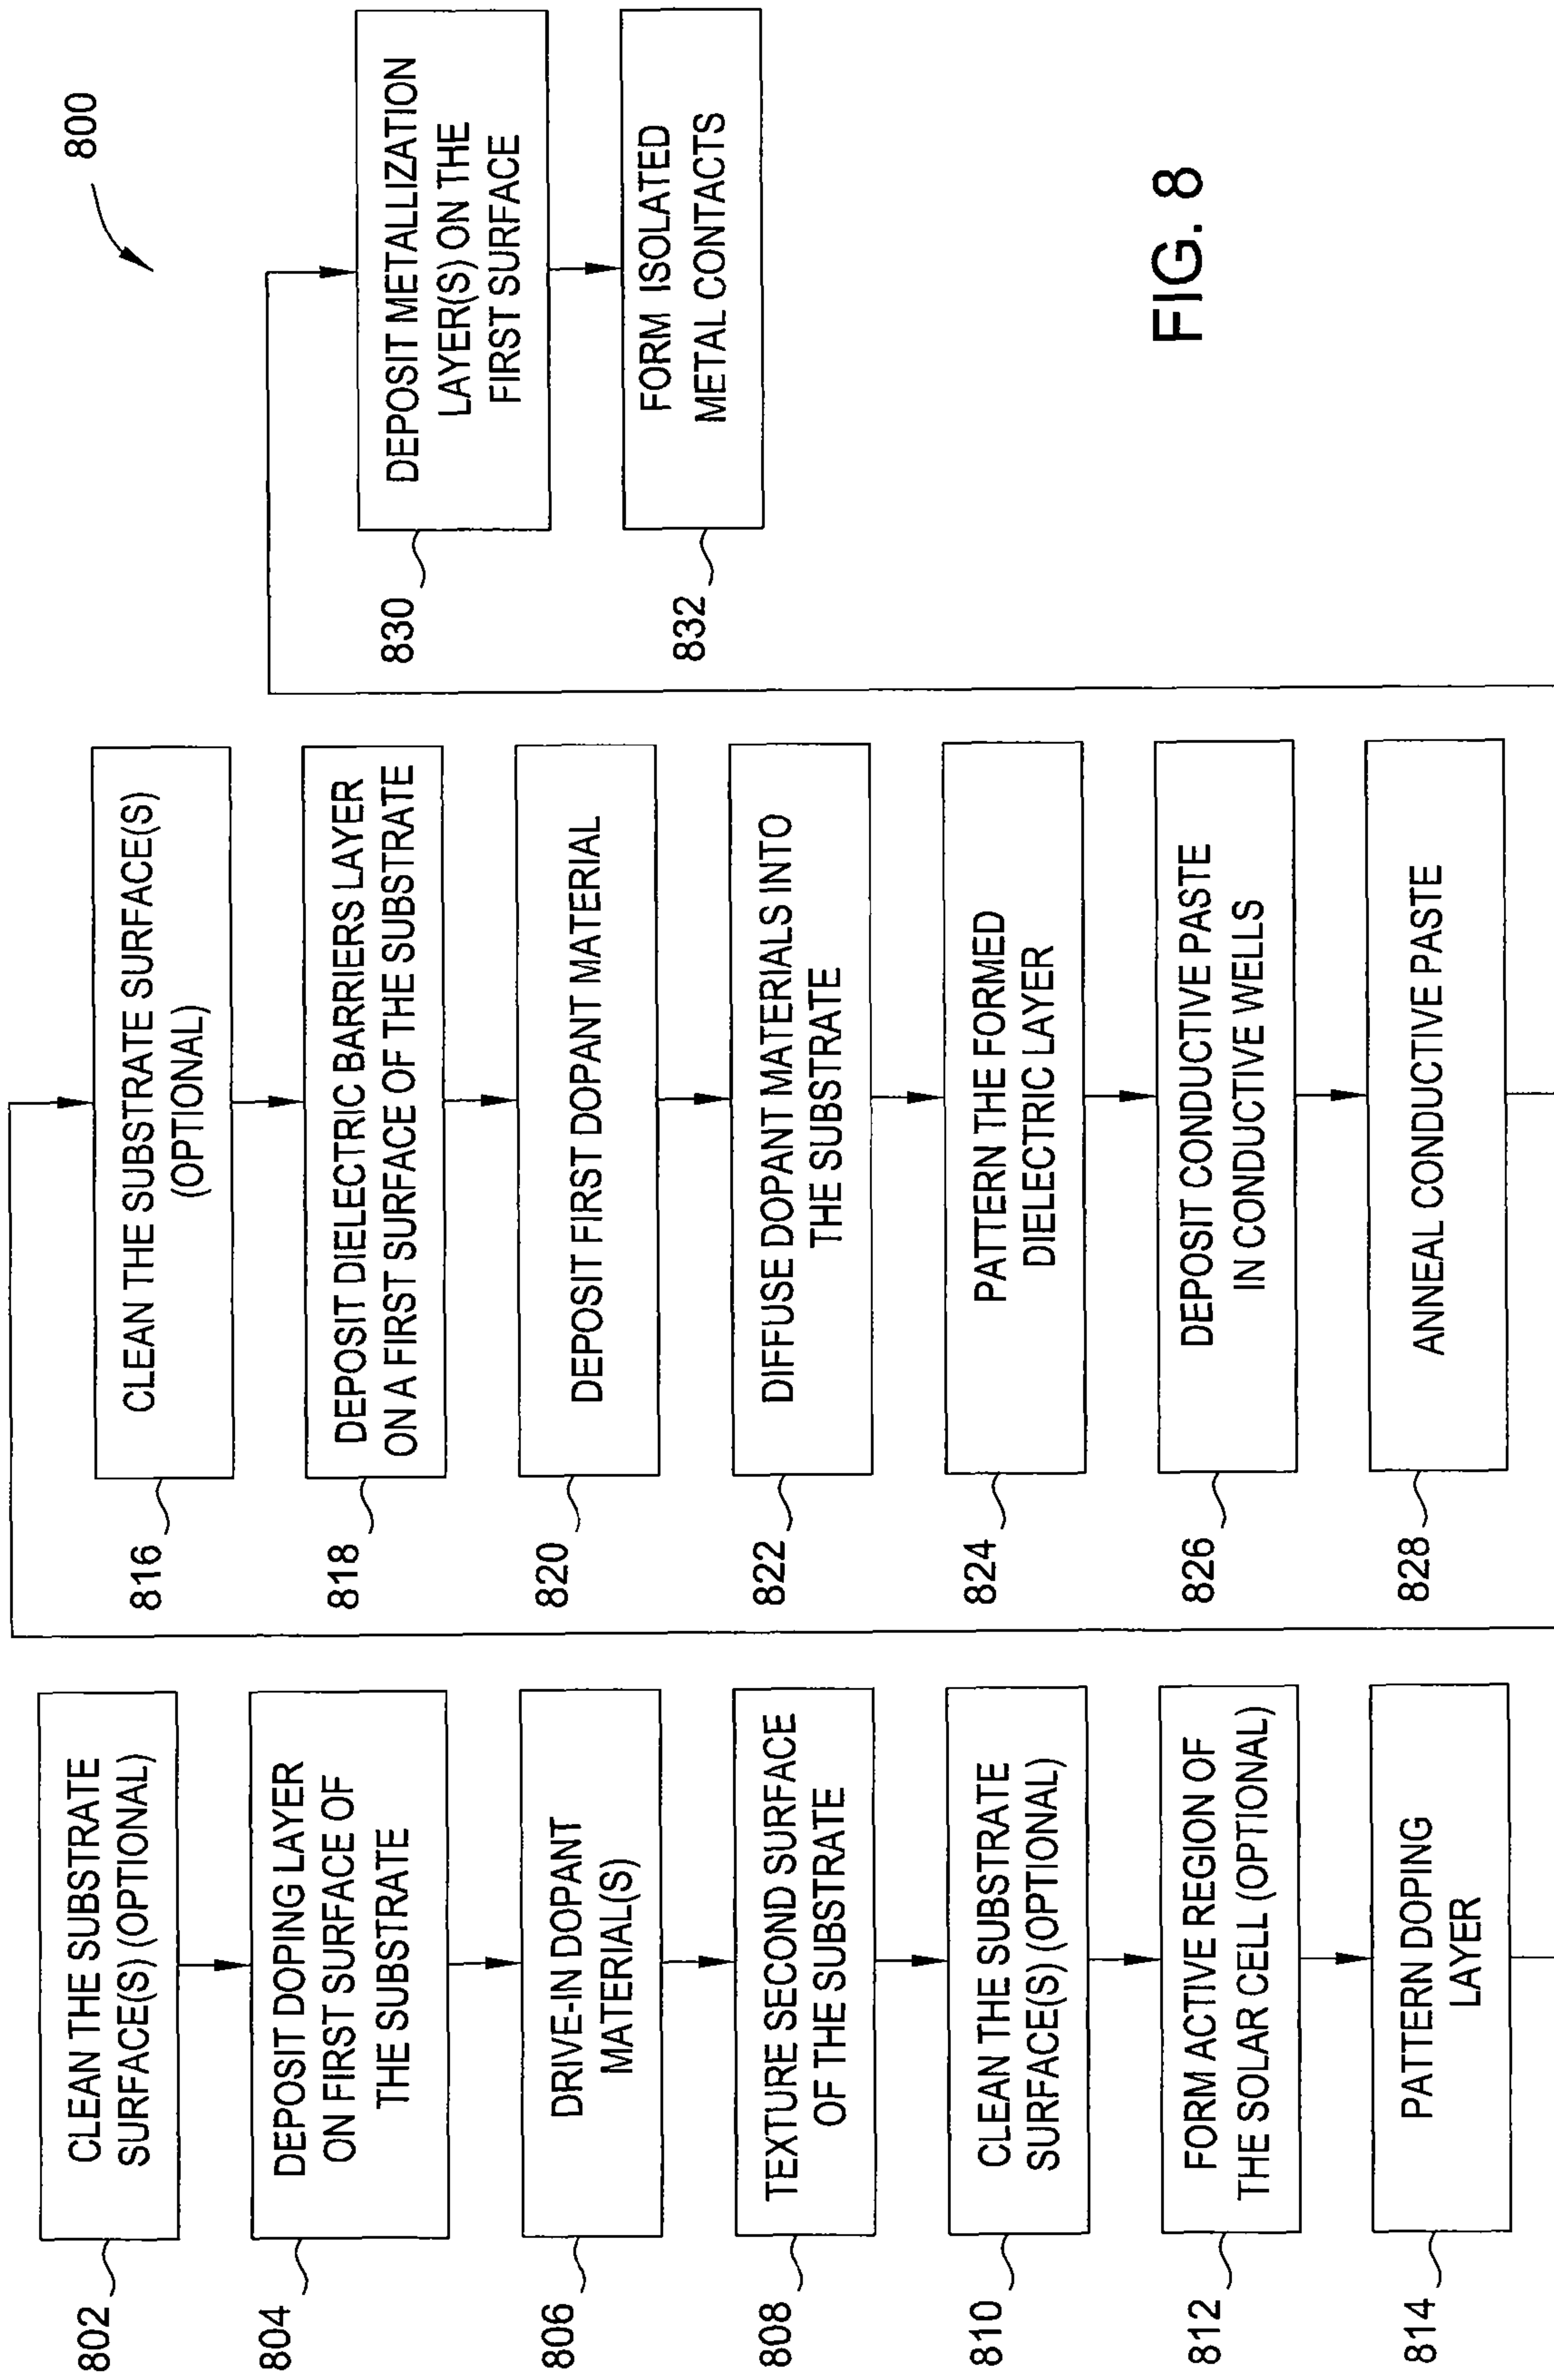 800
802
CLEAN THE SUBSTRATE
SURFACE(S) (OPTIONAL)
804
DEPOSIT DOPING LAYER
ON FIRST SURFACE OF
THE SUBSTRATE
806
DRIVE-IN DOPANT
MATERIAL(S)
808
TEXTURE SECOND SURFACE
OF THE SUBSTRATE
810
CLEAN THE SUBSTRATE
SURFACE(S) (OPTIONAL)
812
FORM ACTIVE REGION OF
THE SOLAR CELL (OPTIONAL)
814
PATTERN DOPING
LAYER
816
CLEAN THE SUBSTRATE SURFACE(S)
(OPTIONAL)
818
DEPOSIT DIELECTRIC BARRIERS LAYER
ON A FIRST SURFACE OF THE SUBSTRATE
820
DEPOSIT FIRST DOPANT MATERIAL
822
DIFFUSE DOPANT MATERIALS INTO
THE SUBSTRATE
824
PATTERN THE FORMED
DIELECTRIC LAYER
826
DEPOSIT CONDUCTIVE PASTE
IN CONDUCTIVE WELLS
828
ANNEAL CONDUCTIVE PASTE
830
DEPOSIT METALLIZATION
LAYER(S) ON THE
FIRST SURFACE
832
FORM ISOLATED
METAL CONTACTS
FIG. 8